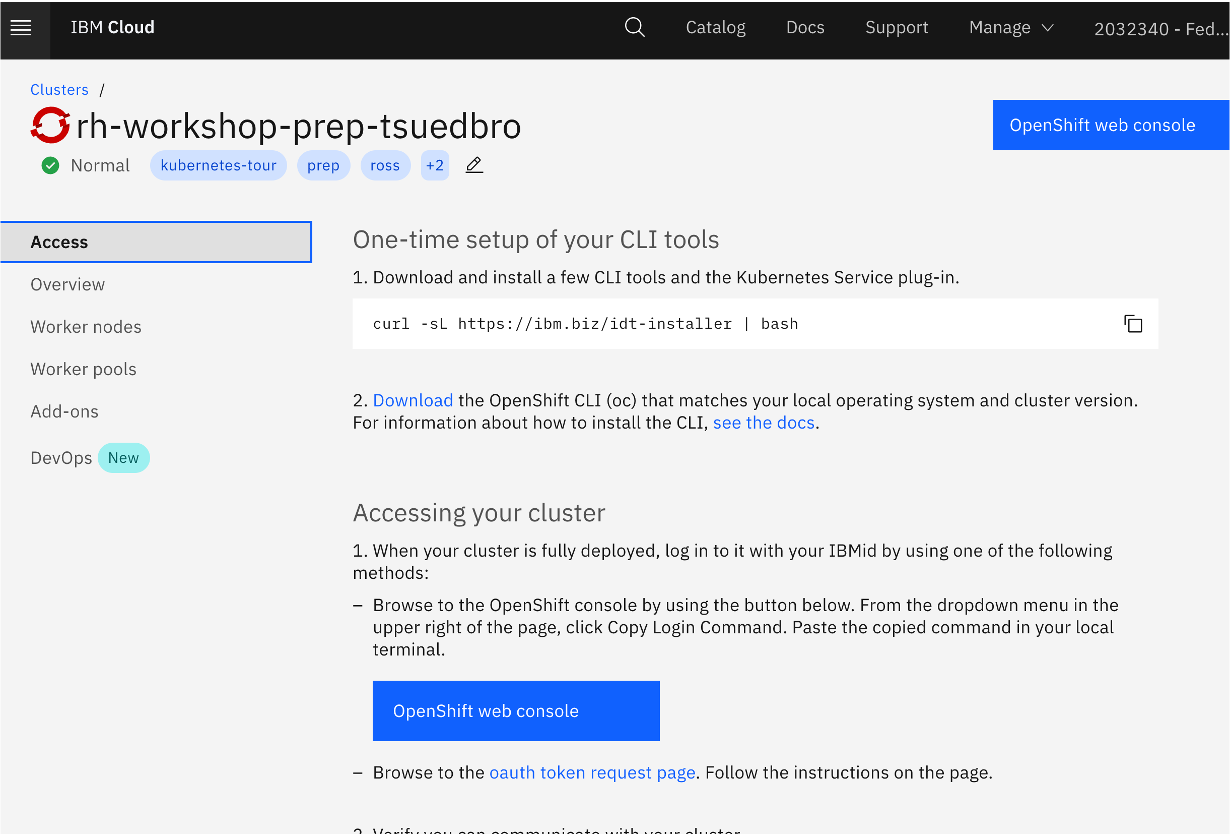 IBM Cloud
Catalog
Docs
Support
Manage
2032340 - Fed...
Clusters /
rh-workshop-prep-tsuedbro
OpenShift web console
Normal
kubernetes-tour
prep
ross
+2
Access
Overview
Worker nodes
Worker pools
Add-ons
DevOps New
One-time setup of your CLI tools
1. Download and install a few CLI tools and the Kubernetes Service plug-in.
curl -sL https://ibm.biz/idt-installer | bash
2. Download the OpenShift CLI (oc) that matches your local operating system and cluster version.
For information about how to install the CLI, see the docs.
Accessing your cluster
1. When your cluster is fully deployed, log in to it with your IBMid by using one of the following
methods:
– Browse to the OpenShift console by using the button below. From the dropdown menu in the
upper right of the page, click Copy Login Command. Paste the copied command in your local
terminal.
OpenShift web console
– Browse to the oauth token request page. Follow the instructions on the page.
2. Verify you can communicate with your cluster